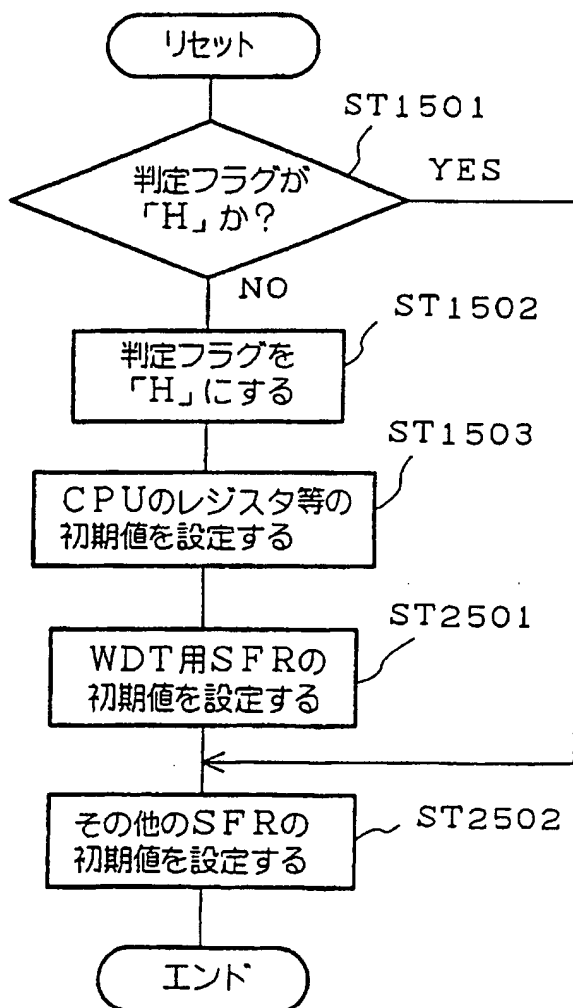 リセット
ST1501
判定フラグが
「H」か?
YES
NO
ST1502
判定フラグを
「H」にする
ST1503
CPUのレジスタ等の
初期値を設定する
ST2501
WDT用SFRの
初期値を設定する
ST2502
その他のSFRの
初期値を設定する
エンド